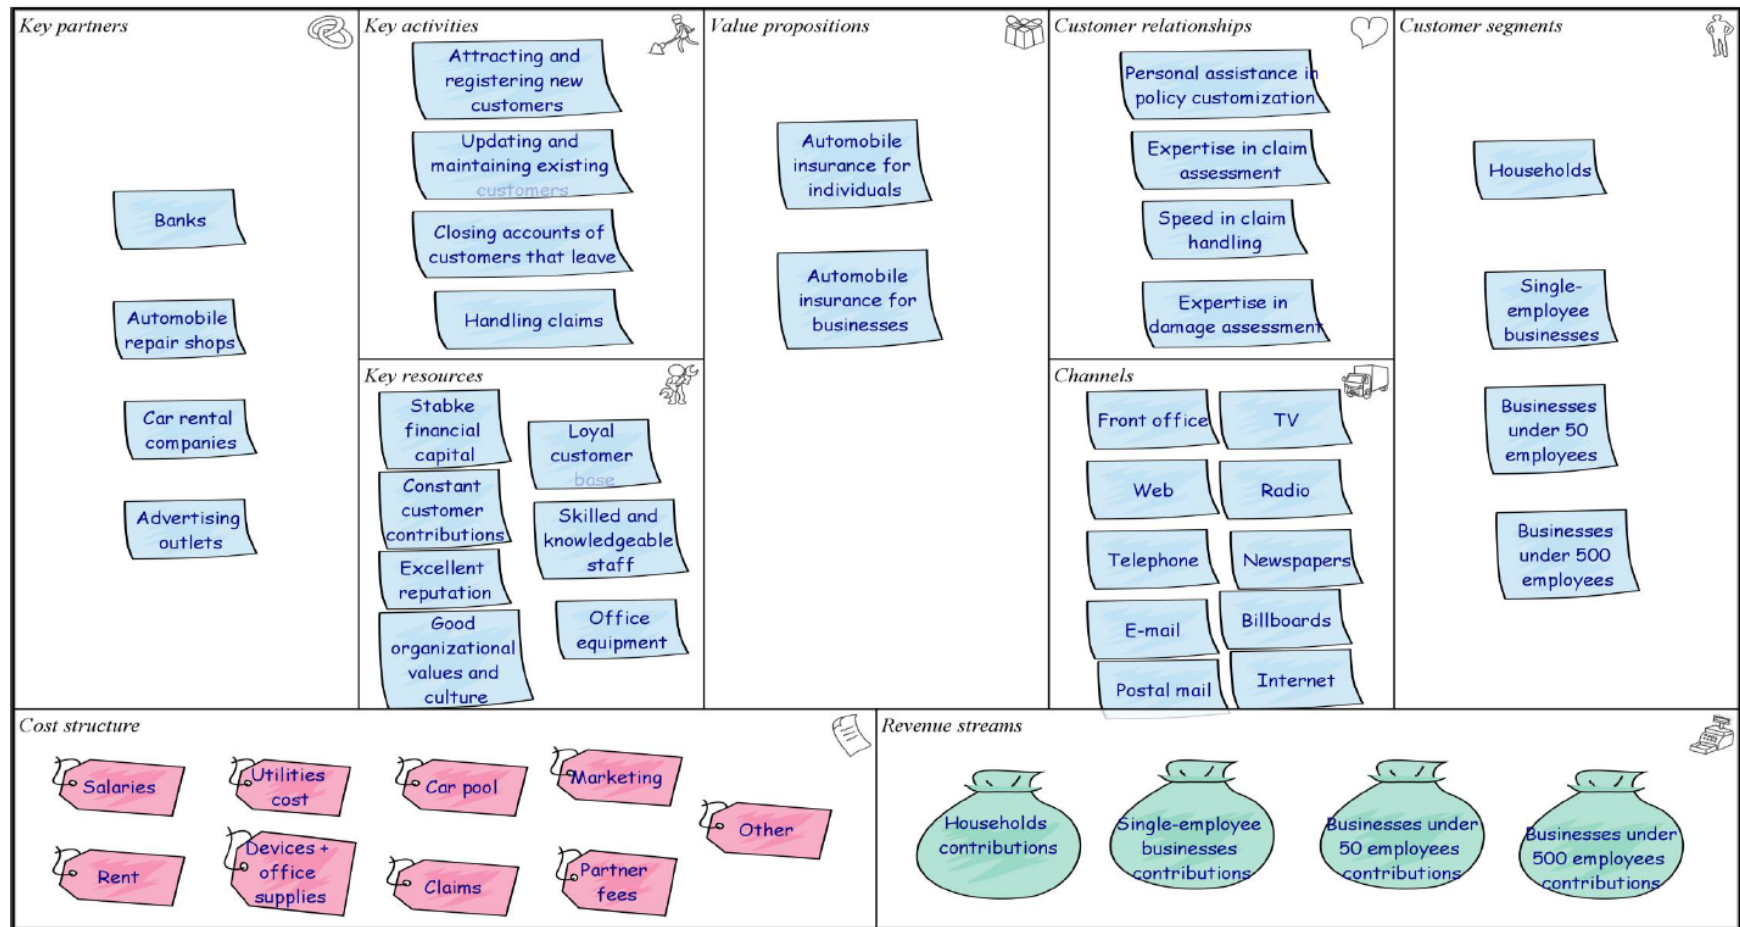 Key partners
Banks
Automobile
repair shops
Car rental
companies
Advertising
outlets
Key activities
Attracting and
registering new
customers
Updating and
maintaining existing
customers
Closing accounts of
customers that leave
Handling claims
Key resources
Stabke
financial
capital
Constant
customer
contributions
Excellent
reputation
Good
organizational
values and
culture
Loyal
customer
base
Skilled and
knowledgeable
staff
Office
equipment
Value propositions
Automobile
insurance for
individuals
Automobile
insurance for
businesses
Customer relationships
Personal assistance in
policy customization
Expertise in claim
assessment
Speed in claim
handling
Expertise in
damage assessment
Channels
Front office
TV
Web
Radio
Telephone
Newspapers
E-mail
Billboards
Postal mail
Internet
Customer segments
Households
Single-
employee
businesses
Businesses
under 50
employees
Businesses
under 500
employees
Cost structure
Salaries
Utilities
cost
Car pool
Marketing
Other
Rent
Devices +
office
supplies
Claims
Partner
fees
Revenue streams
Households
contributions
Single-employee
businesses
contributions
Businesses under
50 employees
contributions
Businesses under
500 employees
contributions